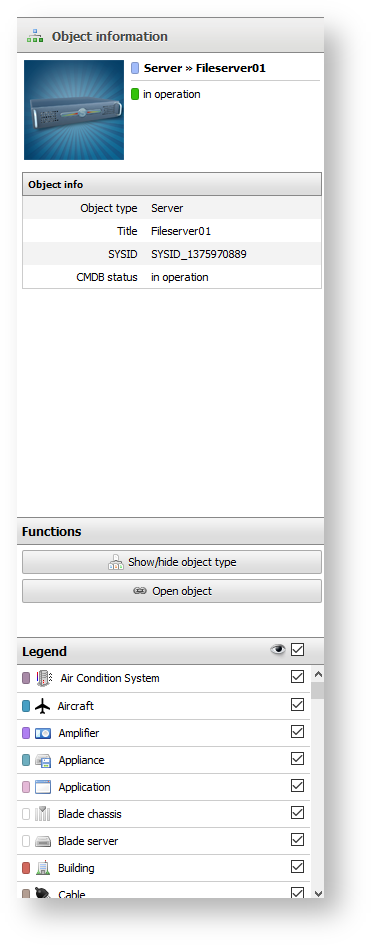 Object information
Server » Fileserver01
in operation
Object info
Object type Server
Title Fileserver01
SYSID SYSID_1375970889
CMDB status in operation
Functions
Show/hide object type
Open object
Legend
Air Condition System
Aircraft
Amplifier
Appliance
Application
Blade chassis
Blade server
Building
Cable